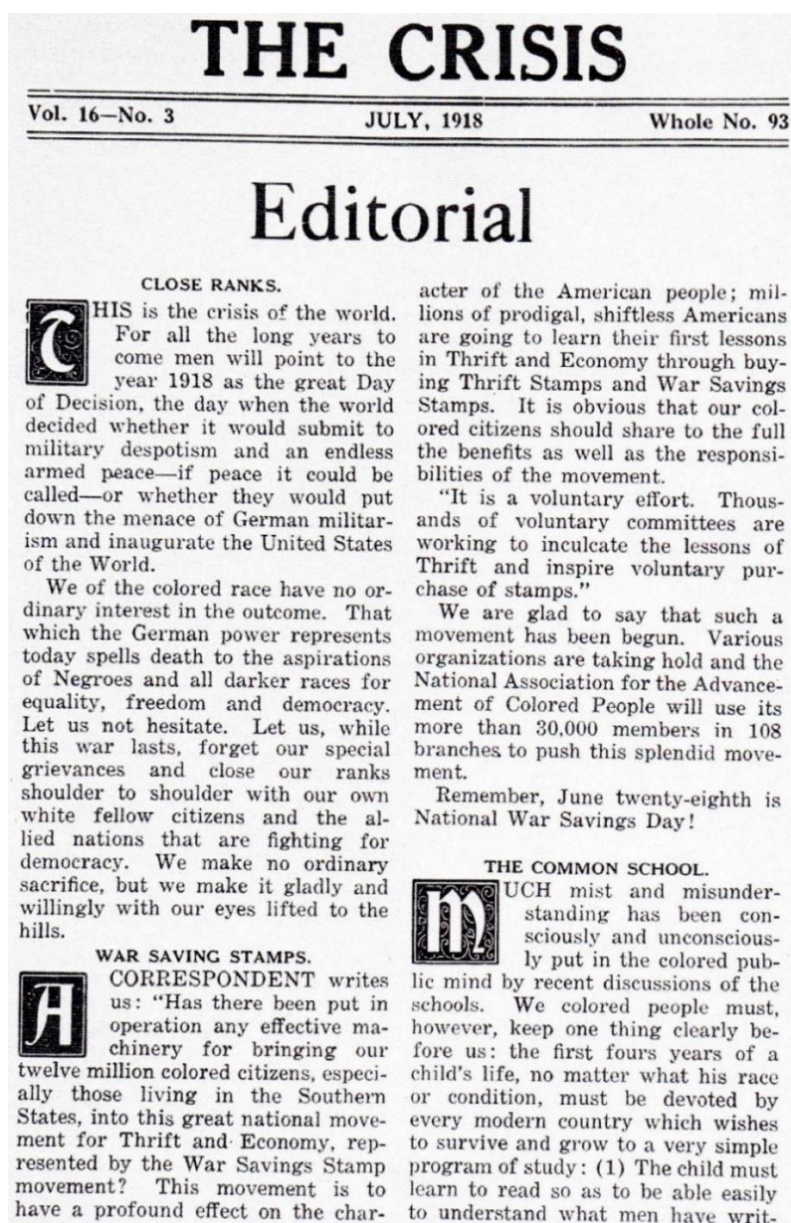 THE CRISIS
Vol. 16—No. 3 JULY, 1918 Whole No. 93
Editorial
CLOSE RANKS.
THIS is the crisis of the world.
For all the long years to
come men will point to the
year 1918 as the great Day
of Decision, the day when the world
decided whether it would submit to
military despotism and an endless
armed peace—if peace it could be
called—or whether they would put
down the menace of German militar-
ism and inaugurate the United States
of the World.
We of the colored race have no or-
dinary interest in the outcome. That
which the German power represents
today spells death to the aspirations
of Negroes and all darker races for
equality, freedom and democracy.
Let us not hesitate. Let us, while
this war lasts, forget our special
grievances and close our ranks
shoulder to shoulder with our own
white fellow citizens and the al-
lied nations that are fighting for
democracy. We make no ordinary
sacrifice, but we make it gladly and
willingly with our eyes lifted to the
hills.
WAR SAVING STAMPS.
A CORRESPONDENT writes
us: "Has there been put in
operation any effective ma-
chinery for bringing our
twelve million colored citizens, especi-
ally those living in the Southern
States, into this great national move-
ment for Thrift and Economy, rep-
resented by the War Savings Stamp
movement? This movement is to
have a profound effect on the char-
acter of the American people; mil-
lions of prodigal, shiftless Americans
are going to learn their first lessons
in Thrift and Economy through buy-
ing Thrift Stamps and War Savings
Stamps. It is obvious that our col-
ored citizens should share to the full
the benefits as well as the responsi-
bilities of the movement.
"It is a voluntary effort. Thous-
ands of voluntary committees are
working to inculcate the lessons of
Thrift and inspire voluntary pur-
chase of stamps."
We are glad to say that such a
movement has been begun. Various
organizations are taking hold and the
National Association for the Advance-
ment of Colored People will use its
more than 30,000 members in 108
branches to push this splendid move-
ment.
Remember, June twenty-eighth is
National War Savings Day!
THE COMMON SCHOOL.
MUCH mist and misunder-
standing has been con-
sciously and unconscious-
ly put in the colored pub-
lic mind by recent discussions of the
schools. We colored people must,
however, keep one thing clearly be-
fore us: the first fours years of a
child's life, no matter what his race
or condition, must be devoted by
every modern country which wishes
to survive and grow to a very simple
program of study: (1) The child must
learn to read so as to be able easily
to understand what men have writ-